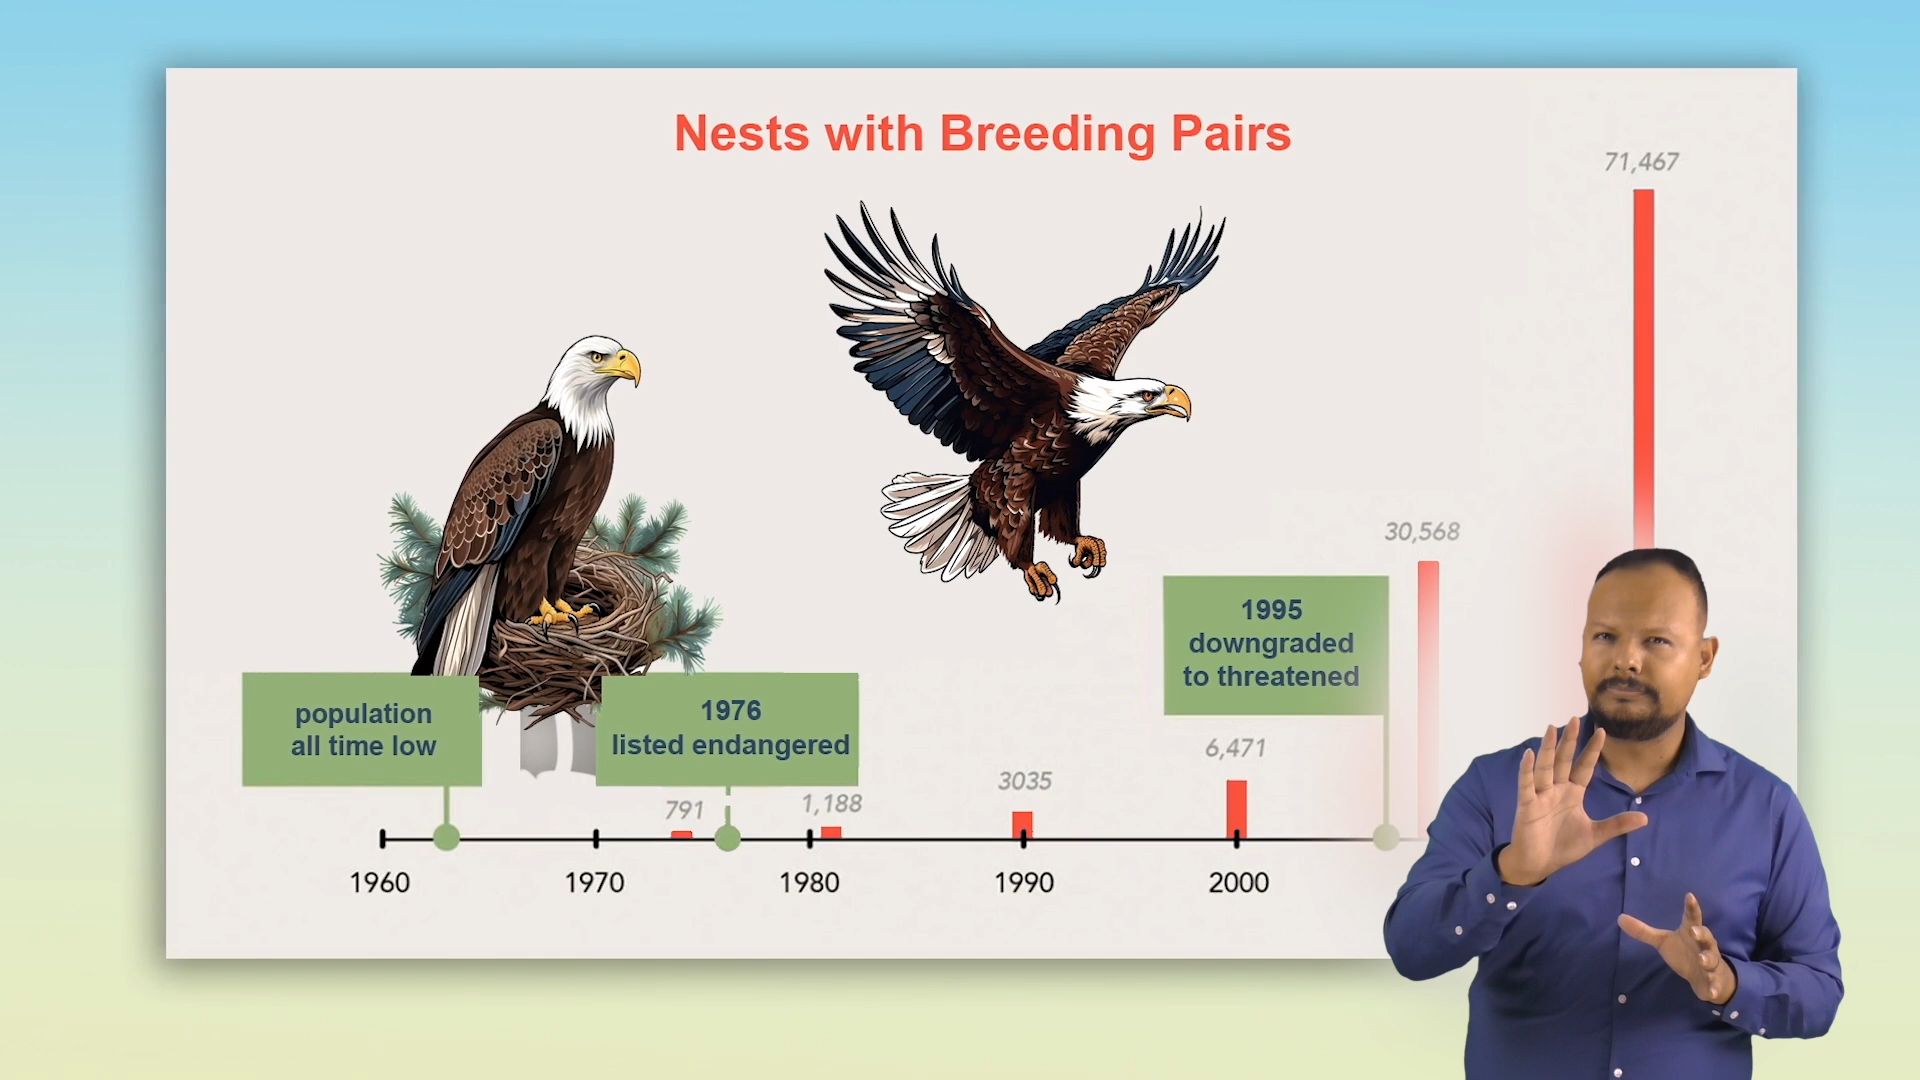 Nests with Breeding Pairs
71,467
30,568
1995
downgraded
to threatened
population
all time low
1976
listed endangered
6,471
3035
1,188
791
1960
1970
1980
1990
2000